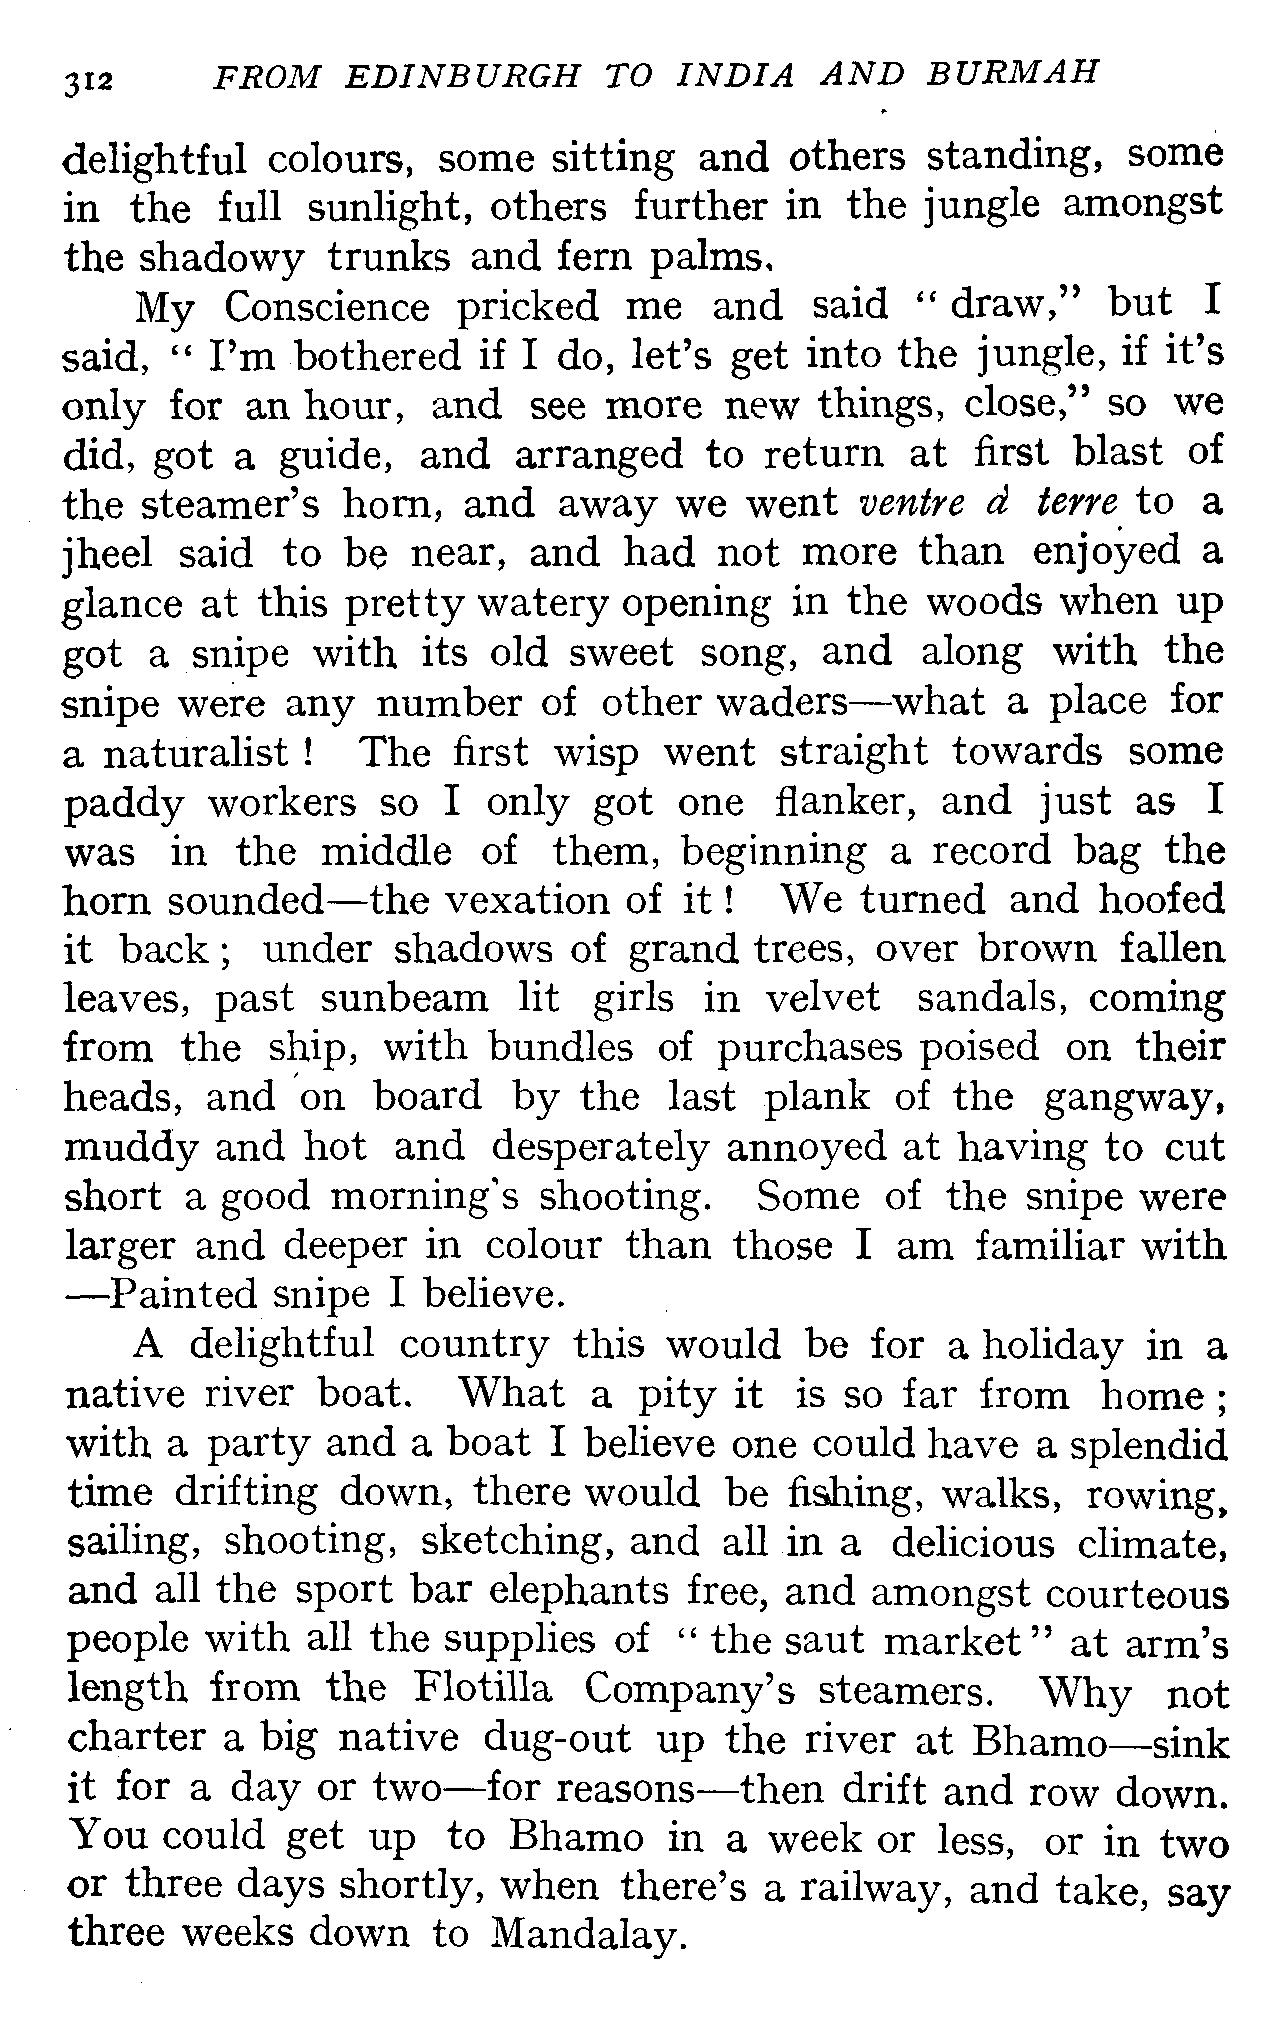 312 FROM EDINBURGH TO INDIA AND BURMAH
delightful colours, some sitting and others standing, some
in the full sunlight, others further in the jungle amongst
the shadowy trunks and fern palms.
My Conscience pricked me and said “ draw,” but I
said, “ I’m bothered if I do, let’s get into the jungle, if it’s
only for an hour, and see more new things, close,” so we
did, got a guide, and arranged to return at first blast of
the steamer’s horn, and away we went ventre à terre to a
jheel said to be near, and had not more than enjoyed a
glance at this pretty watery opening in the woods when up
got a snipe with its old sweet song, and along with the
snipe were any number of other waders—what a place for
a naturalist ! The first wisp went straight towards some
paddy workers so I only got one flanker, and just as I
was in the middle of them, beginning a record bag the
horn sounded—the vexation of it ! We turned and hoofed
it back ; under shadows of grand trees, over brown fallen
leaves, past sunbeam lit girls in velvet sandals, coming
from the ship, with bundles of purchases poised on their
heads, and on board by the last plank of the gangway,
muddy and hot and desperately annoyed at having to cut
short a good morning’s shooting. Some of the snipe were
larger and deeper in colour than those I am familiar with
—Painted snipe I believe.
A delightful country this would be for a holiday in a
native river boat. What a pity it is so far from home ;
with a party and a boat I believe one could have a splendid
time drifting down, there would be fishing, walks, rowing,
sailing, shooting, sketching, and all in a delicious climate,
and all the sport bar elephants free, and amongst courteous
people with all the supplies of “ the saut market ” at arm’s
length from the Flotilla Company’s steamers. Why not
charter a big native dug-out up the river at Bhamo—sink
it for a day or two—for reasons—then drift and row down.
You could get up to Bhamo in a week or less, or in two
or three days shortly, when there’s a railway, and take, say
three weeks down to Mandalay.